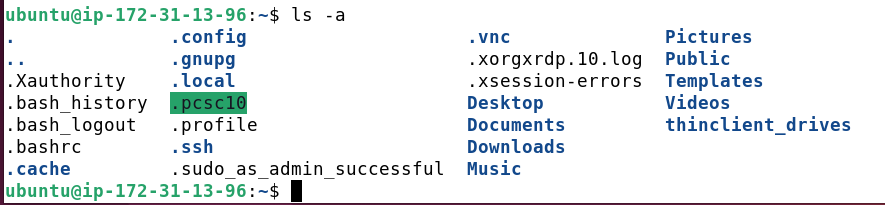 ubuntu@ip-172-31-13-96:~$ ls -a
. .config .vnc Pictures
.. .gnupg .xorgxrdp.10.log Public
.Xauthority .local .xsession-errors Templates
.bash_history .pcsc10 Desktop Videos
.bash_logout .profile Documents thinclient_drives
.bashrc .ssh Downloads
.cache .sudo_as_admin_successful Music
ubuntu@ip-172-31-13-96:~$